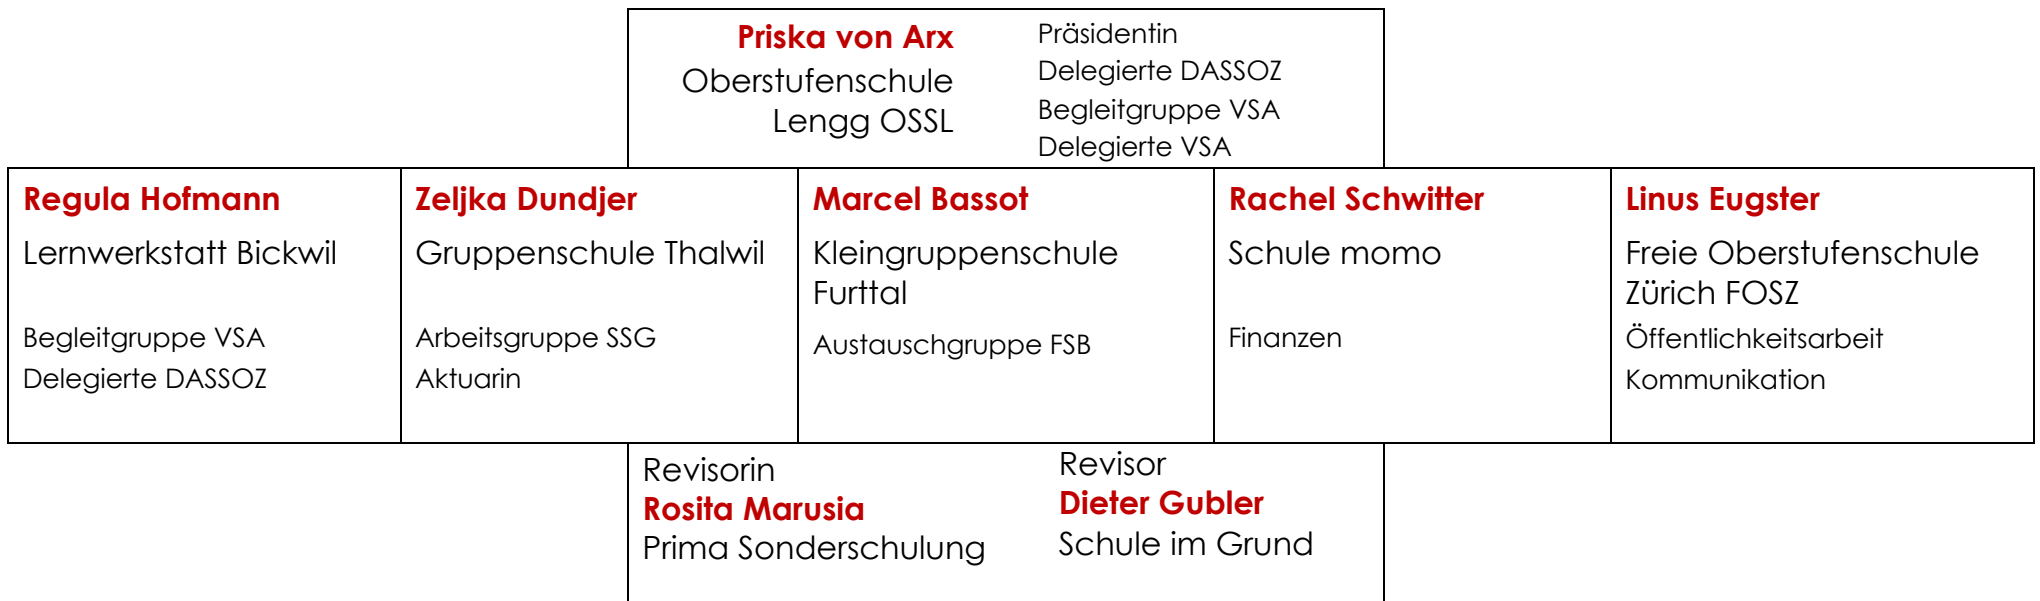 Priska von Arx
Oberstufenschule
Lengg OSSL
Präsidentin
Delegierte DASSOZ
Begleitgruppe VSA
Delegierte VSA
Regula Hofmann
Lernwerkstatt Bickwil
Begleitgruppe VSA
Delegierte DASSOZ
Zeljka Dundjer
Gruppenschule Thalwil
Arbeitsgruppe SSG
Aktuarin
Marcel Bassot
Kleingruppenschule
Furttal
Austauschgruppe FSB
Rachel Schwitter
Schule momo
Finanzen
Linus Eugster
Freie Oberstufenschule
Zürich FOSZ
Öffentlichkeitsarbeit
Kommunikation
Revisorin
Rosita Marusia
Prima Sonderschulung
Revisor
Dieter Gubler
Schule im Grund